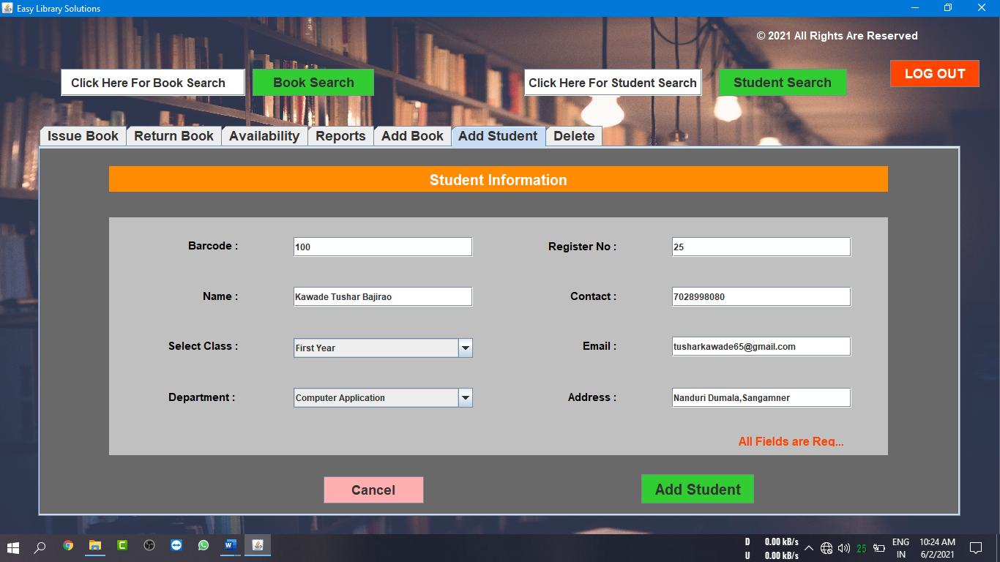 Easy Library Solutions
© 2021 All Rights Are Reserved
Click Here For Book Search
Book Search
Click Here For Student Search
Student Search
LOG OUT
Issue Book
Return Book
Availability
Reports
Add Book
Add Student
Delete
Student Information
Barcode :
100
Register No :
25
Name :
Kawade Tushar Bajirao
Contact :
7028998080
Select Class :
First Year
Email :
tusharkawade65@gmail.com
Department :
Computer Application
Address :
Nanduri Dumala,Sangamner
All Fields are Req...
Cancel
Add Student
D 0.00 kB/s
U 0.00 kB/s
25
ENG
IN
10:24 AM
6/2/2021